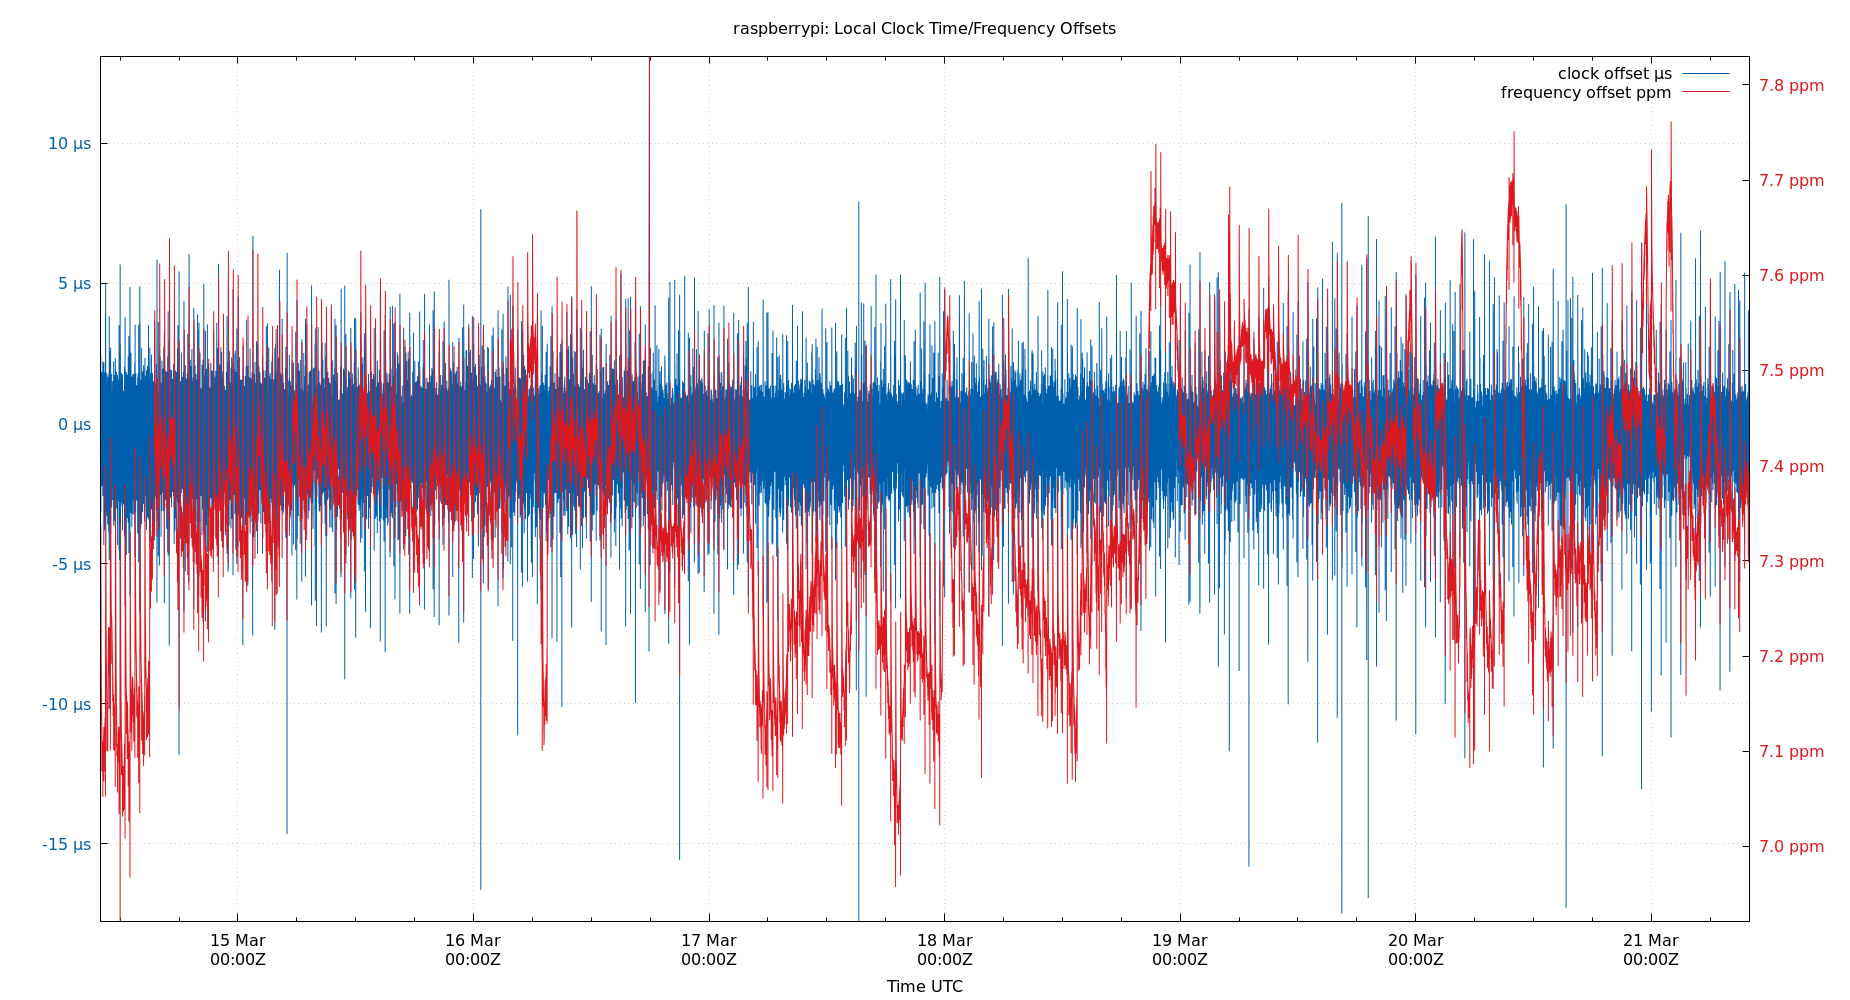 raspberrypi: Local Clock Time/Frequency Offsets
clock offset µs
frequency offset ppm
10 µs
5 µs
0 µs
-5 µs
-10 µs
-15 µs
7.8 ppm
7.7 ppm
7.6 ppm
7.5 ppm
7.4 ppm
7.3 ppm
7.2 ppm
7.1 ppm
7.0 ppm
15 Mar 16 Mar 17 Mar 18 Mar 19 Mar 20 Mar 21 Mar
00:00Z 00:00Z 00:00Z 00:00Z 00:00Z 00:00Z 00:00Z
Time UTC